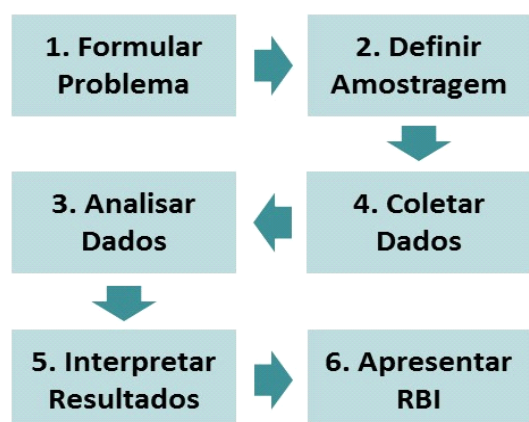 1. Formular
Problema
2. Definir
Amostragem
3. Analisar
Dados
4. Coletar
Dados
5. Interpretar
Resultados
6. Apresentar
RBI